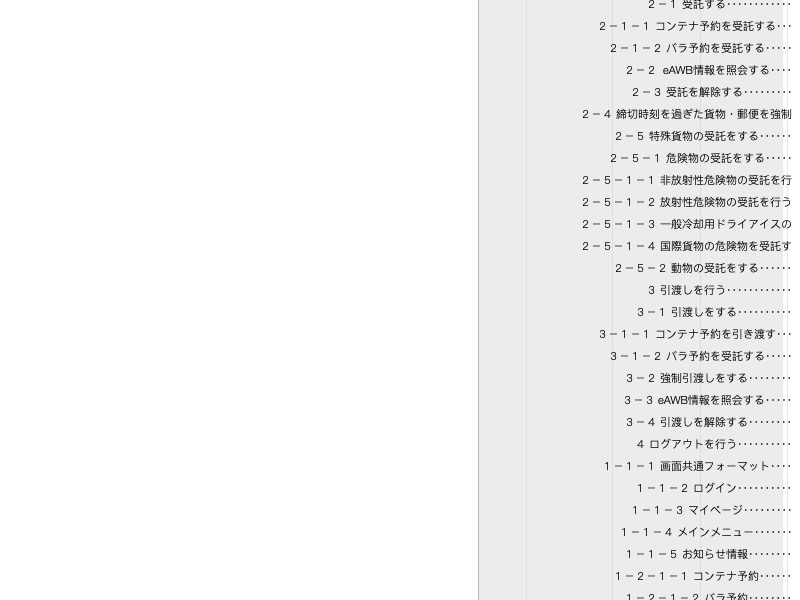 ２－１ 受託する············
２－１－１ コンテナ予約を受託する···
２－１－２ バラ予約を受託する·····
２－２ eAWB情報を照会する····
２－３ 受託を解除する·········
２－４ 締切時刻を過ぎた貨物・郵便を強制
２－５ 特殊貨物の受託をする······
２－５－１ 危険物の受託をする·····
２－５－１－１ 非放射性危険物の受託を行
２－５－１－２ 放射性危険物の受託を行う
２－５－１－３ 一般冷却用ドライアイスの
２－５－１－４ 国際貨物の危険物を受託す
２－５－２ 動物の受託をする······
３ 引渡しを行う············
３－１ 引渡しをする··········
３－１－１ コンテナ予約を引き渡す···
３－１－２ バラ予約を受託する·····
３－２ 強制引渡しをする········
３－３ eAWB情報を照会する·····
３－４ 引渡しを解除する········
４ ログアウトを行う··········
１－１－１ 画面共通フォーマット····
１－１－２ ログイン··········
１－１－３ マイページ·········
１－１－４ メインメニュー·······
１－１－５ お知らせ情報········
１－２－１－１ コンテナ予約······
１－２－１－２ バラ予約········